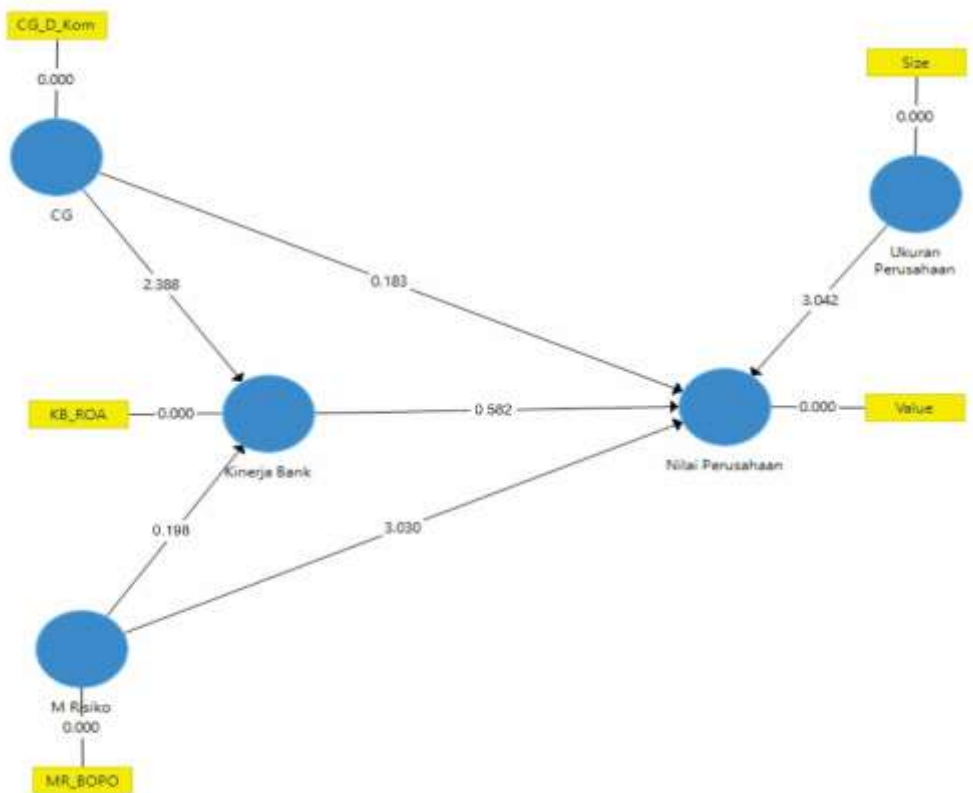 CG_D_Kom
0.000
CG
Size
0.000
Ukuran
Perusahaan
2.388
0.183
3.042
KB_ROA
0.000
Kinerja Bank
0.582
Nilai Perusahaan
0.000
Value
0.198
3.030
M Risiko
0.000
MR_BOPO